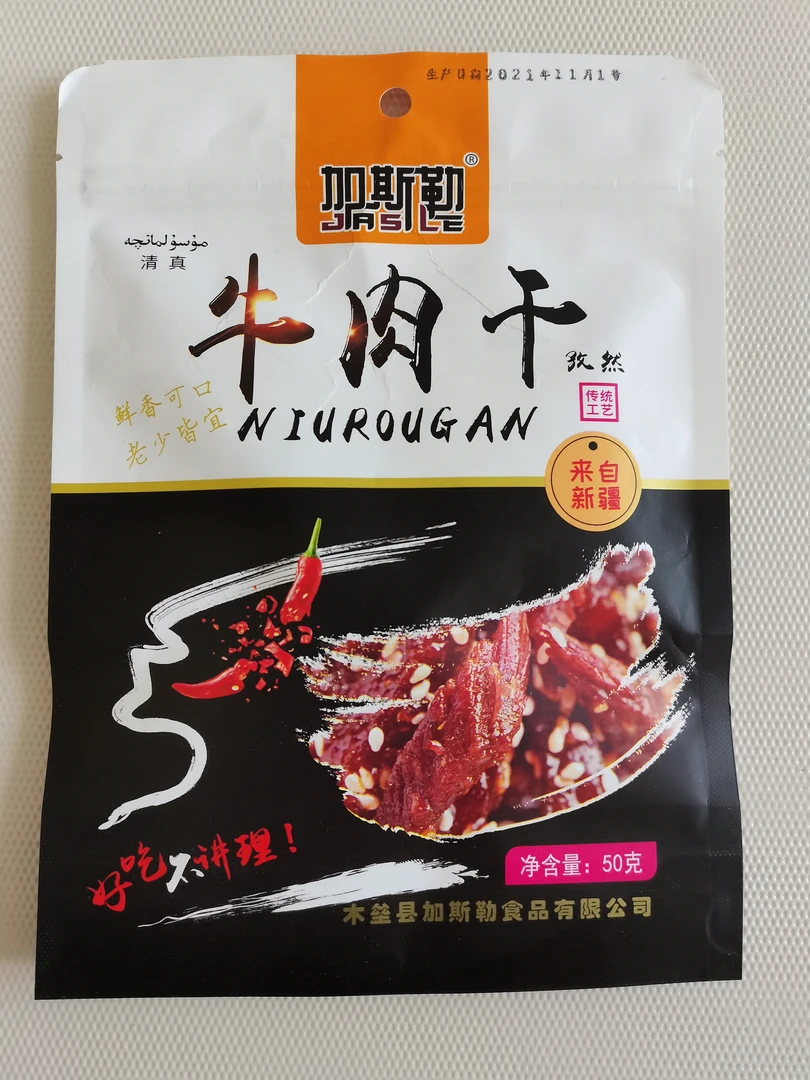 生产日期2021年11月1号
加斯勒®
JASILE
مۇسۇلمانچە
清真
牛肉干
孜然
传统
工艺
鲜香可口
老少皆宜
NIUROUGAN
来自
新疆
好吃不讲理！
净含量：50克
木垒县加斯勒食品有限公司